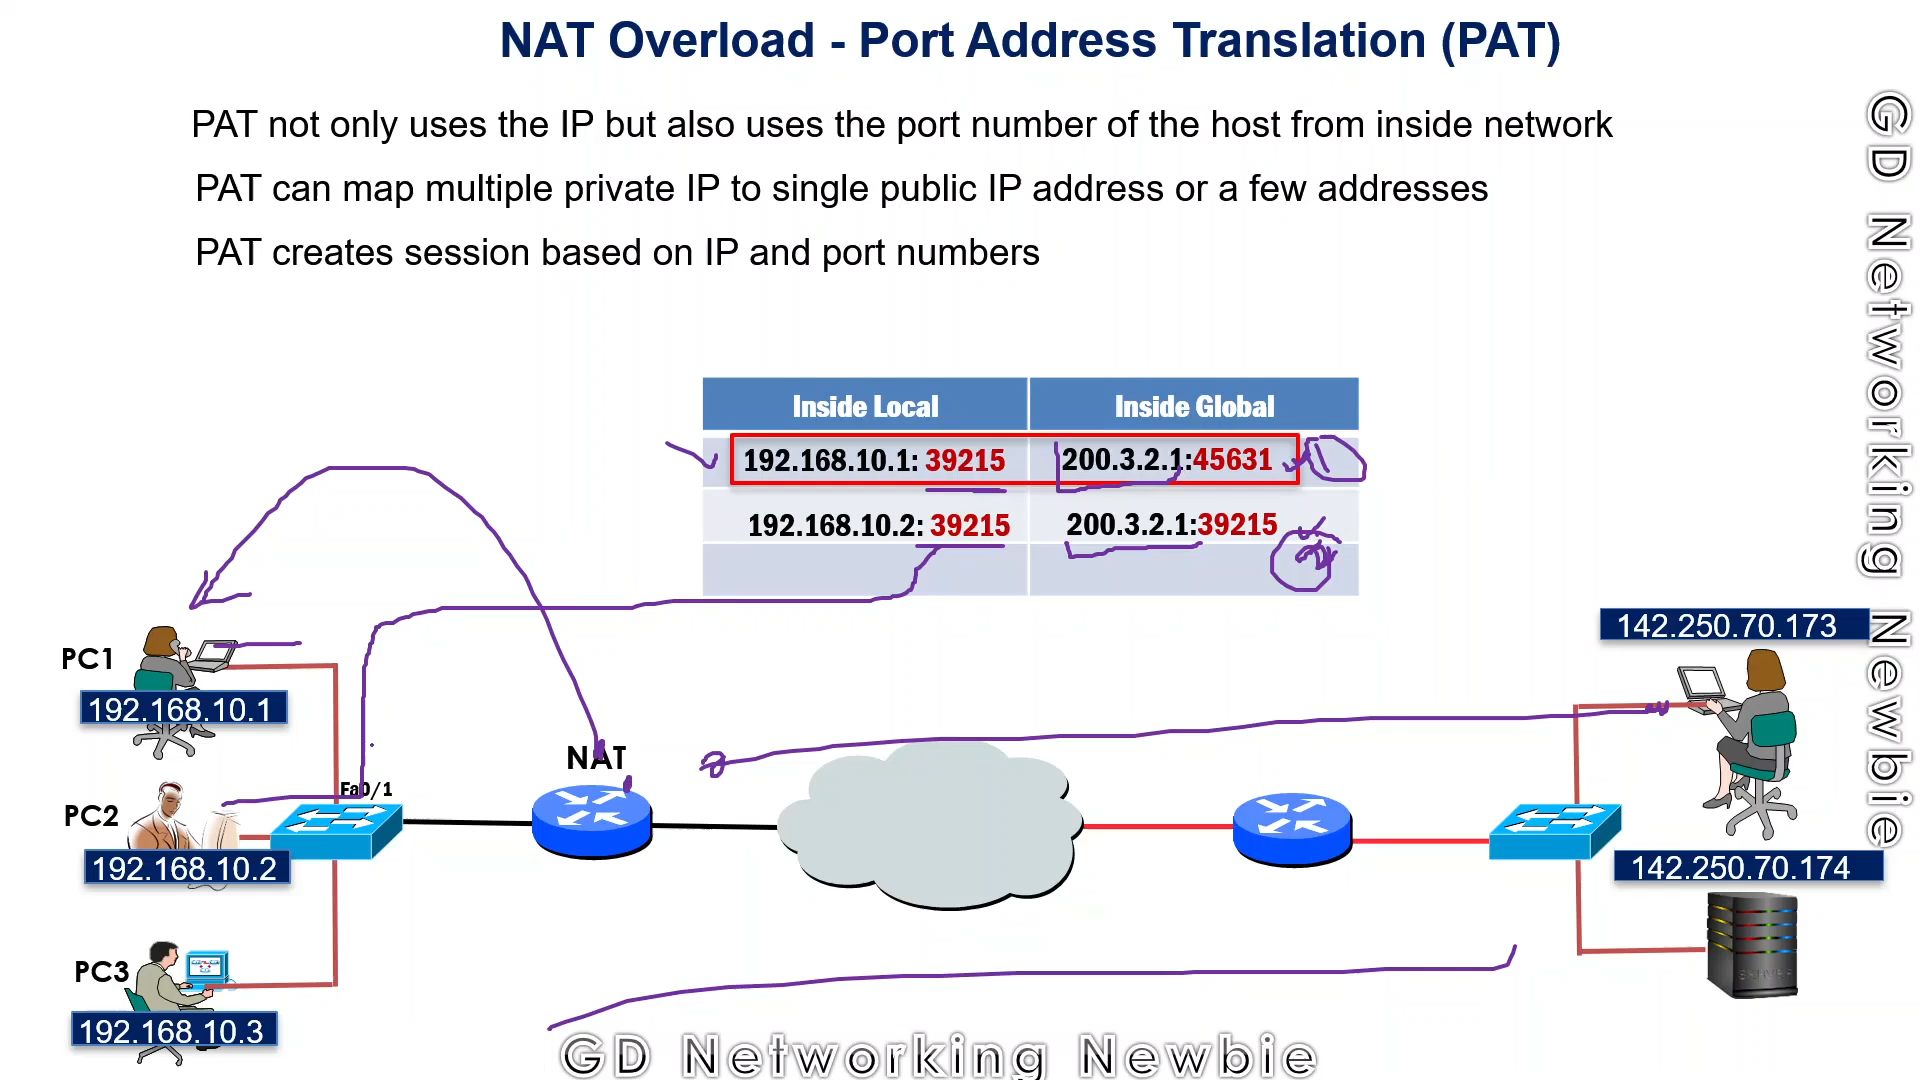 NAT Overload - Port Address Translation (PAT)
PAT not only uses the IP but also uses the port number of the host from inside network
PAT can map multiple private IP to single public IP address or a few addresses
PAT creates session based on IP and port numbers
Inside Local Inside Global
192.168.10.1: 39215 200.3.2.1:45631
192.168.10.2: 39215 200.3.2.1:39215
142.250.70.173
PC1
192.168.10.1
NAT
Fa0/1
PC2
192.168.10.2
142.250.70.174
PC3
192.168.10.3
GD Networking Newbie
GD Networking Newbie